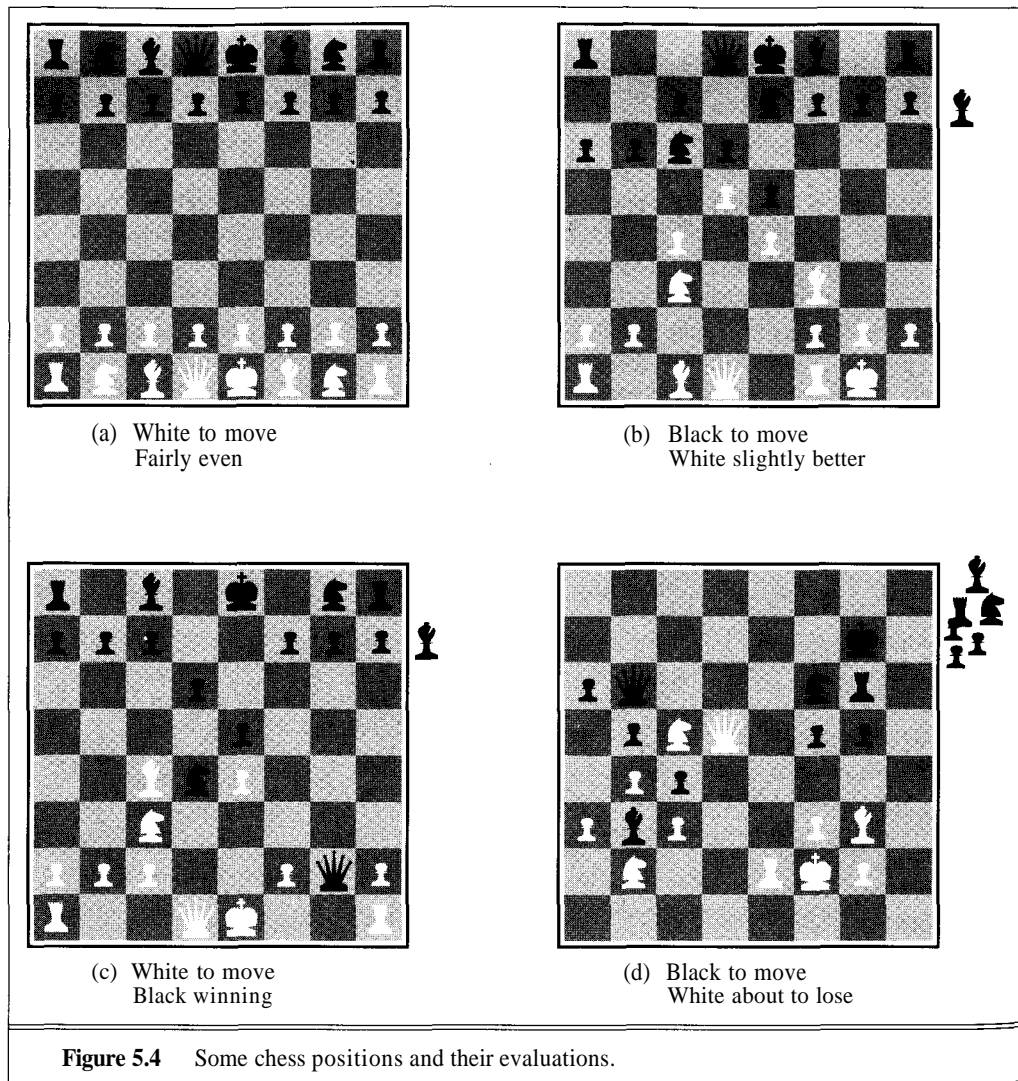 (a) White to move
Fairly even
(b) Black to move
White slightly better
(c) White to move
Black winning
(d) Black to move
White about to lose
Figure 5.4 Some chess positions and their evaluations.